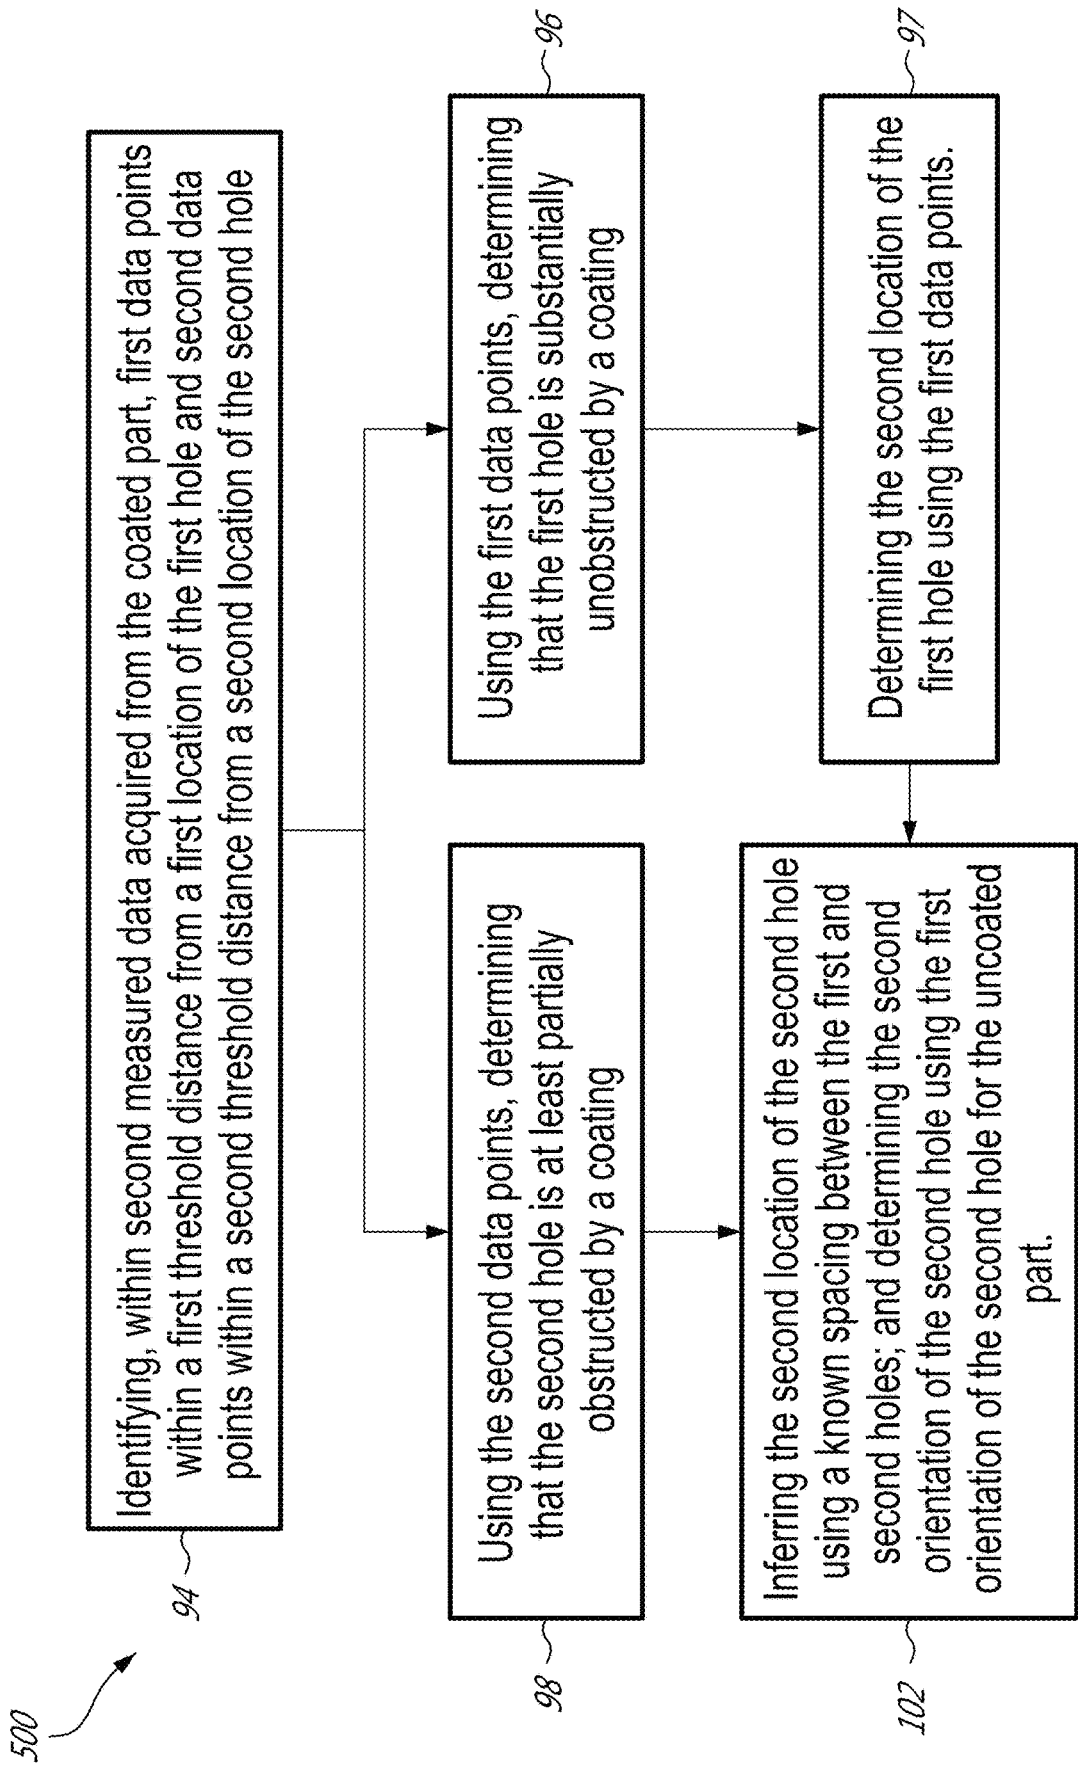 500
94
Identifying, within second measured data acquired from the coated part, first data points
within a first threshold distance from a first location of the first hole and second data
points within a second threshold distance from a second location of the second hole
98
Using the second data points, determining
that the second hole is at least partially
obstructed by a coating
96
Using the first data points, determining
that the first hole is substantially
unobstructed by a coating
102
Inferring the second location of the second hole
using a known spacing between the first and
second holes; and determining the second
orientation of the second hole using the first
orientation of the second hole for the uncoated
part.
97
Determining the second location of the
first hole using the first data points.